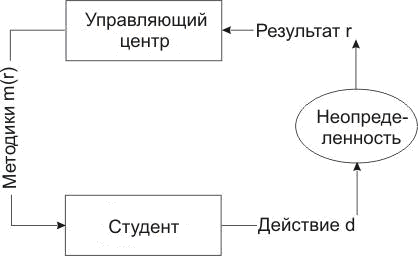 Управляющий
центр
Результат r
Методики m(r)
Неопреде-
ленность
Студент
Действие d